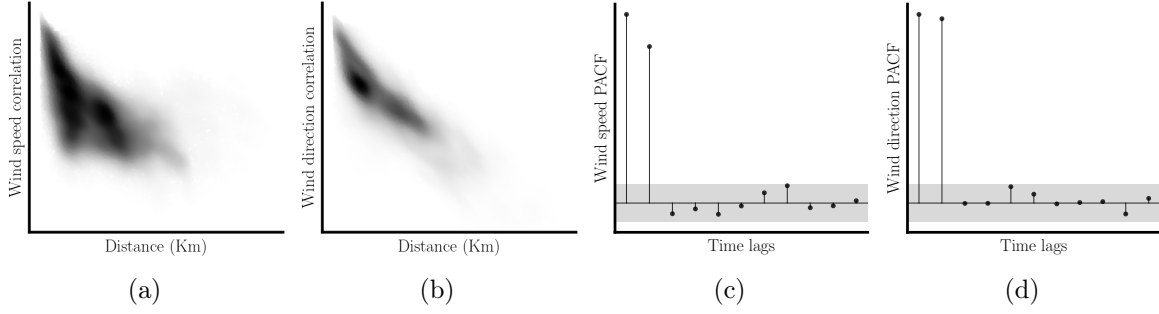 Wind speed correlation
Distance (Km)
(a)
Wind direction correlation
Distance (Km)
(b)
Wind speed PACF
Time lags
(c)
Wind direction PACF
Time lags
(d)